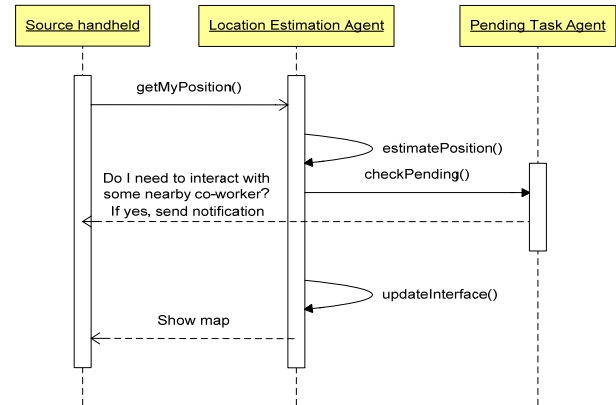 Source handheld
Location Estimation Agent
Pending Task Agent
getMyPosition()
estimatePosition()
checkPending()
Do I need to interact with
some nearby co-worker?
If yes, send notification
updateInterface()
Show map